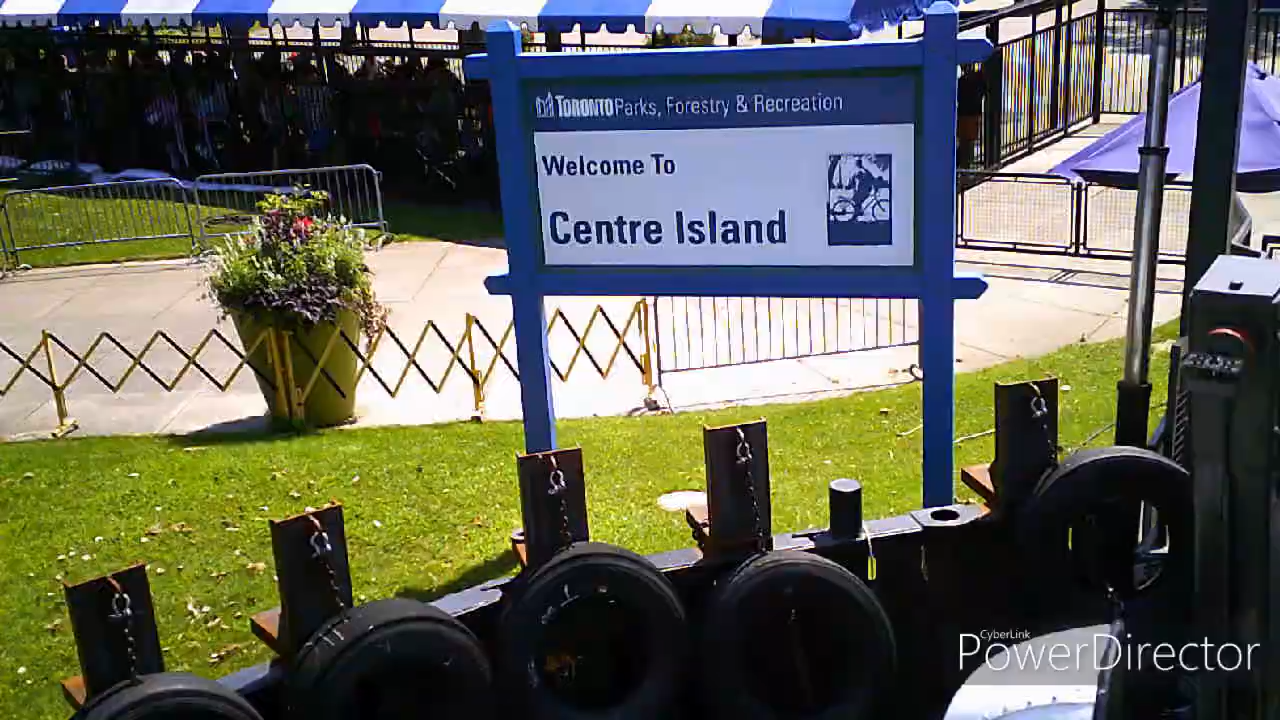 TORONTO Parks, Forestry & Recreation
Welcome To
Centre Island
CyberLink
PowerDirector